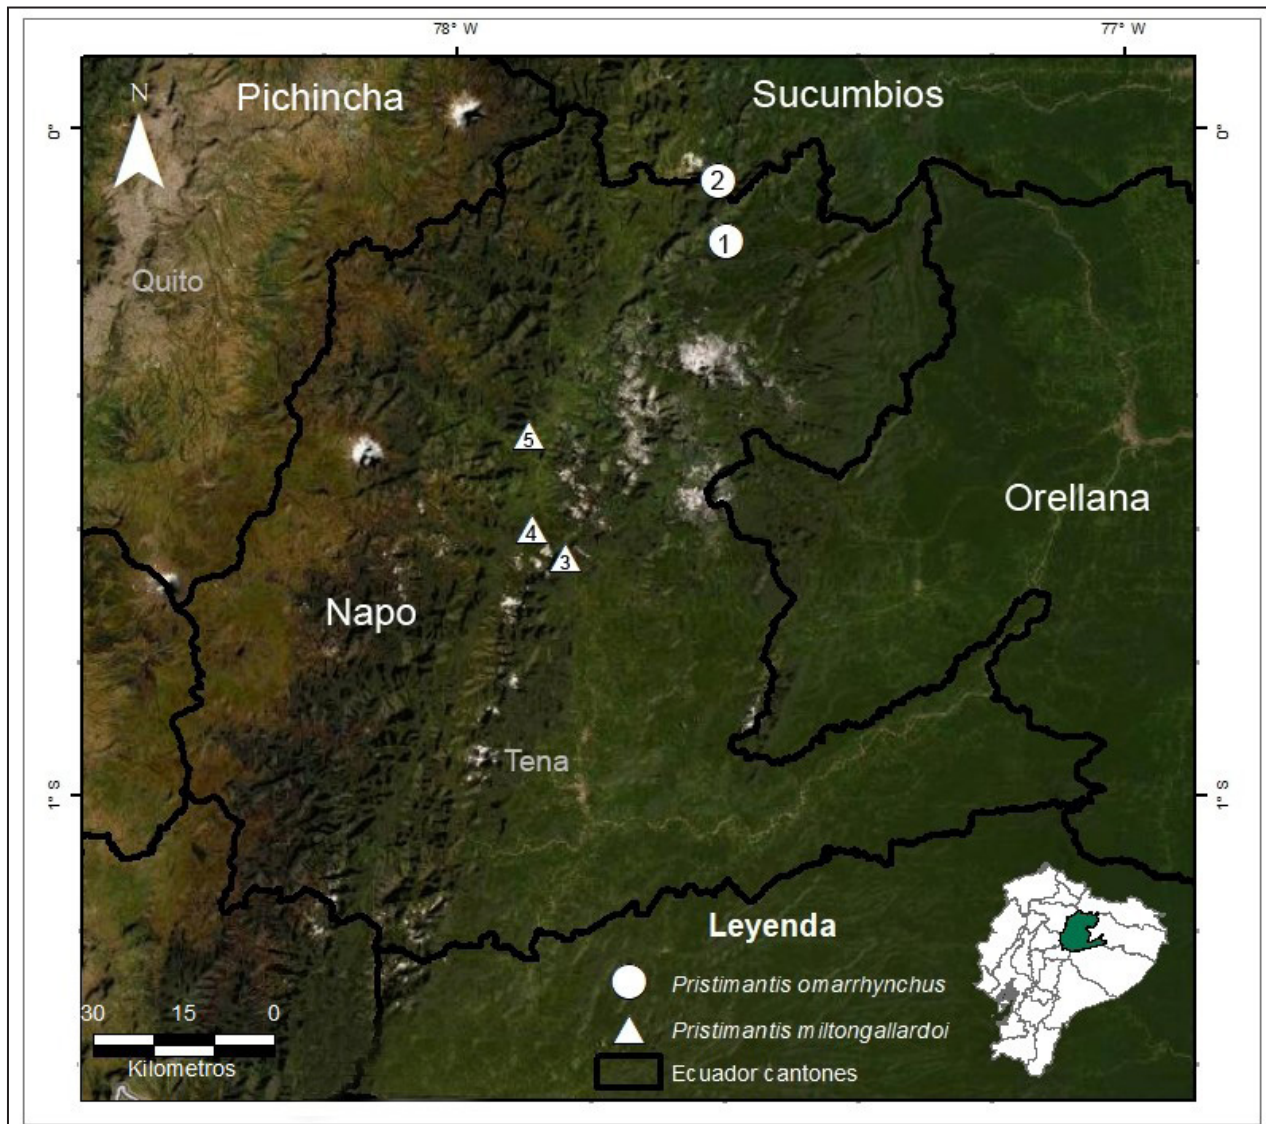 78° W
77° W
N
Pichincha
Sucumbios
0°
0°
2
1
Quito
5
Orellana
4
3
Napo
Tena
1° S
1° S
Leyenda
Pristimantis omarrhynchus
Pristimantis miltongallardoi
Ecuador cantones
30 15 0
Kilometros